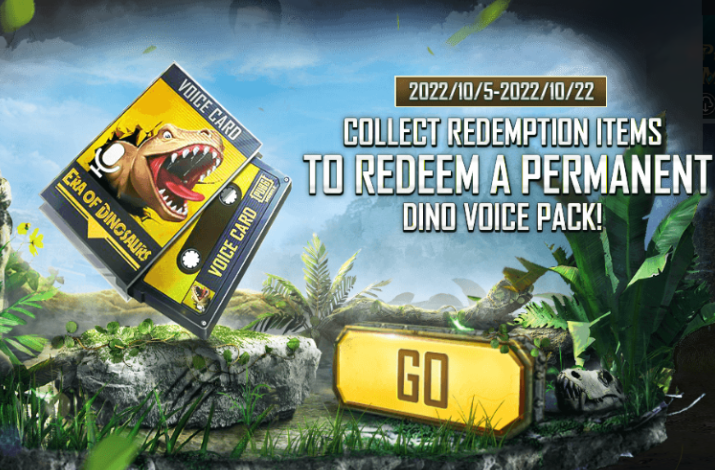 2022/10/5-2022/10/22
COLLECT REDEMPTION ITEMS
TO REDEEM A PERMANENT
DINO VOICE PACK!
VOICE CARD
ERA OF DINOSAURS
VOICE CARD
PUBG
GO